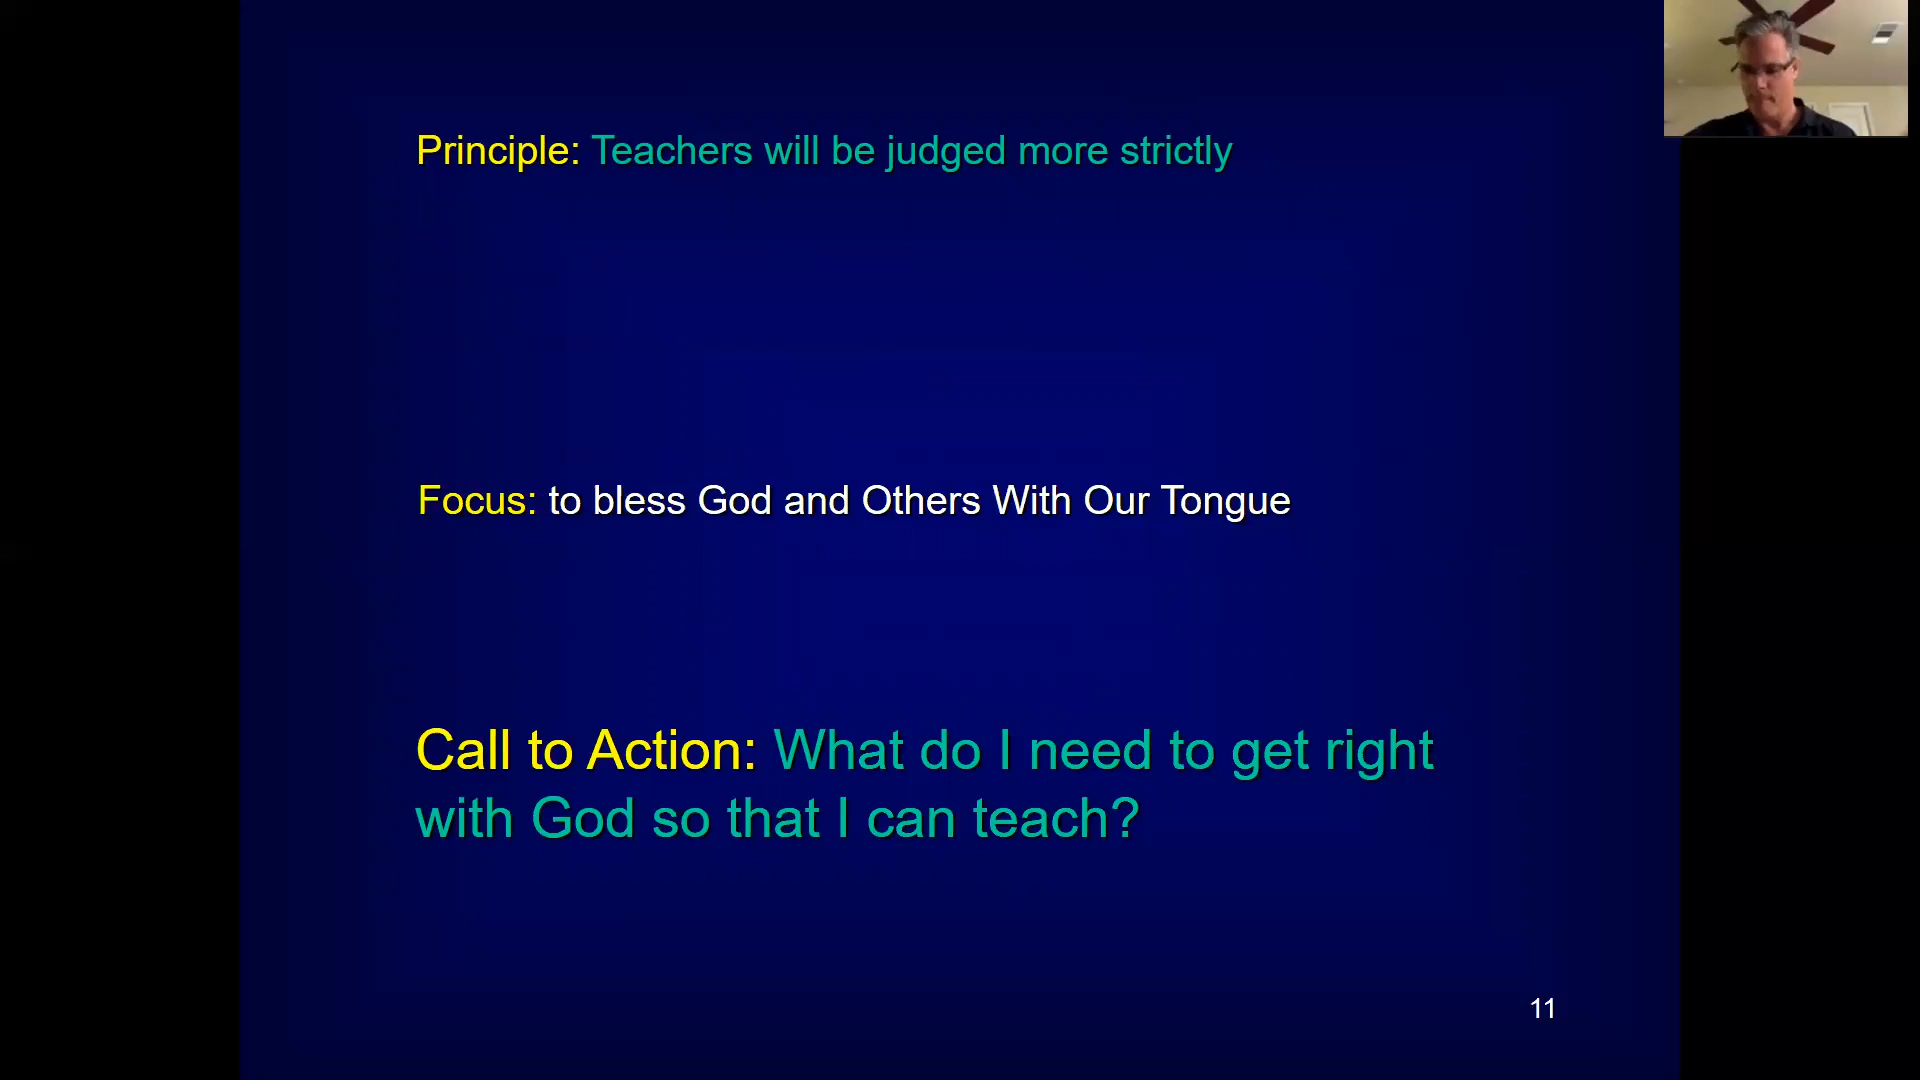 Principle: Teachers will be judged more strictly
Focus: to bless God and Others With Our Tongue
Call to Action: What do I need to get right
with God so that I can teach?
11